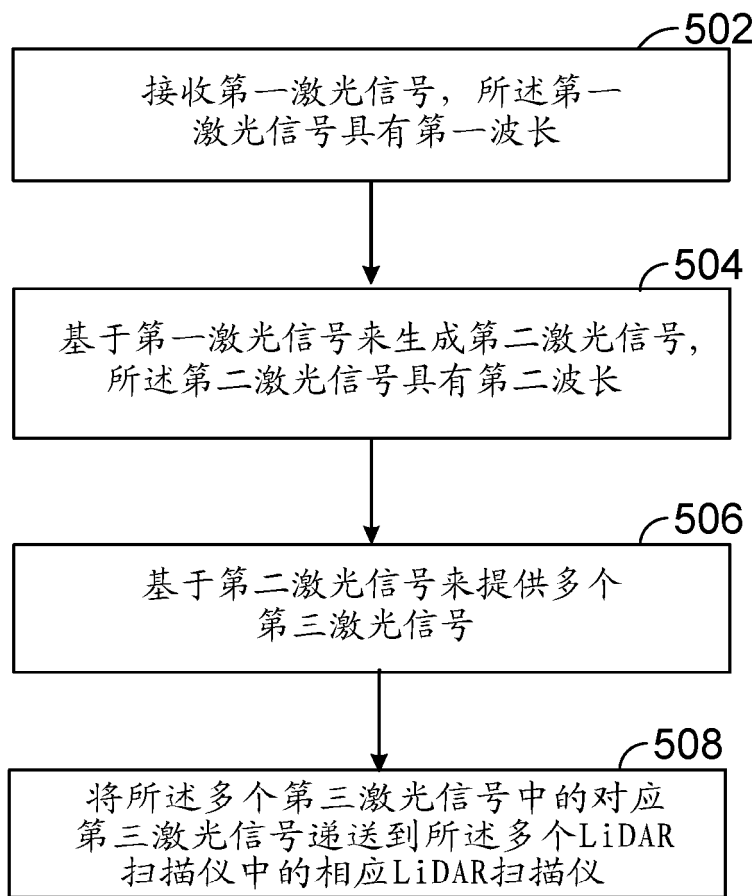 502
接收第一激光信号，所述第一
激光信号具有第一波长
504
基于第一激光信号来生成第二激光信号，
所述第二激光信号具有第二波长
506
基于第二激光信号来提供多个
第三激光信号
508
将所述多个第三激光信号中的对应
第三激光信号递送到所述多个LiDAR
扫描仪中的相应LiDAR扫描仪